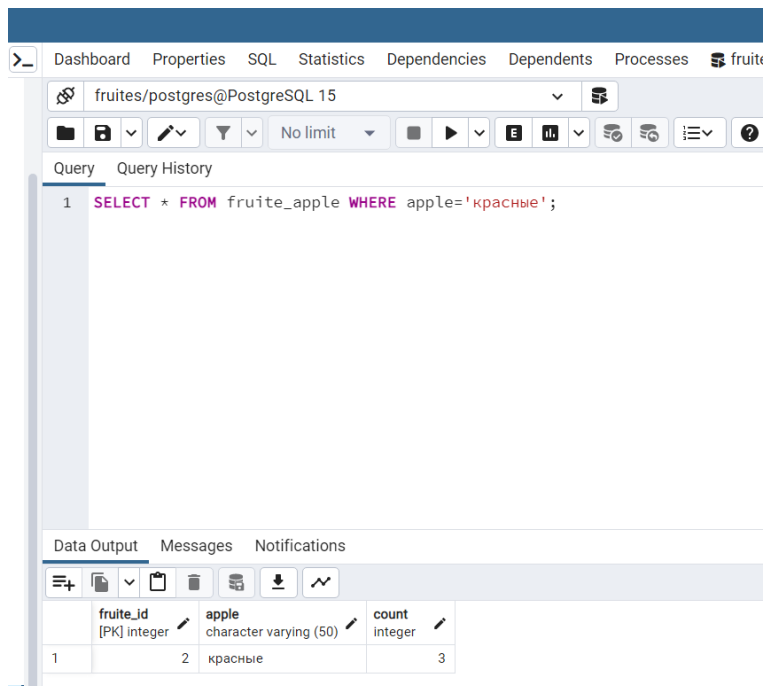 Dashboard Properties SQL Statistics Dependencies Dependents Processes fruite
fruites/postgres@PostgreSQL 15
No limit E
Query Query History
1 SELECT * FROM fruite_apple WHERE apple='красные';
Data Output Messages Notifications
fruite_id apple count
[PK] integer character varying (50) integer
1 2 красные 3